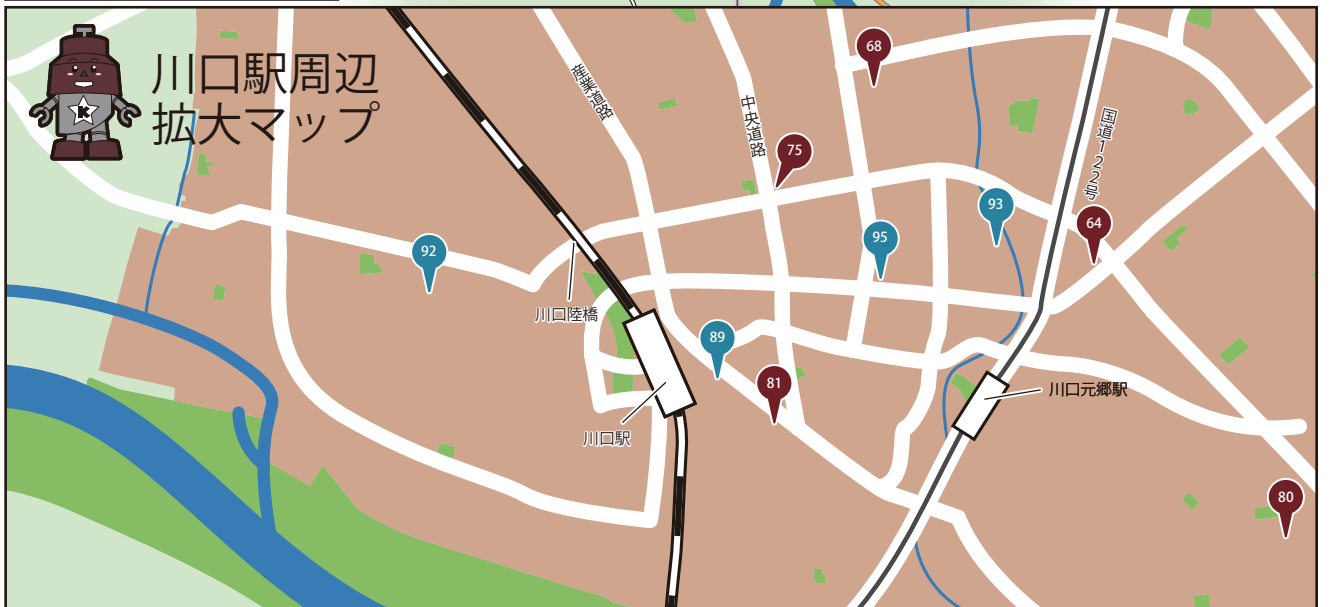 川口駅周辺
拡大マップ
K
産業道路
中央道路
国道122号
68
75
93
64
95
92
川口陸橋
89
81
川口元郷駅
川口駅
80